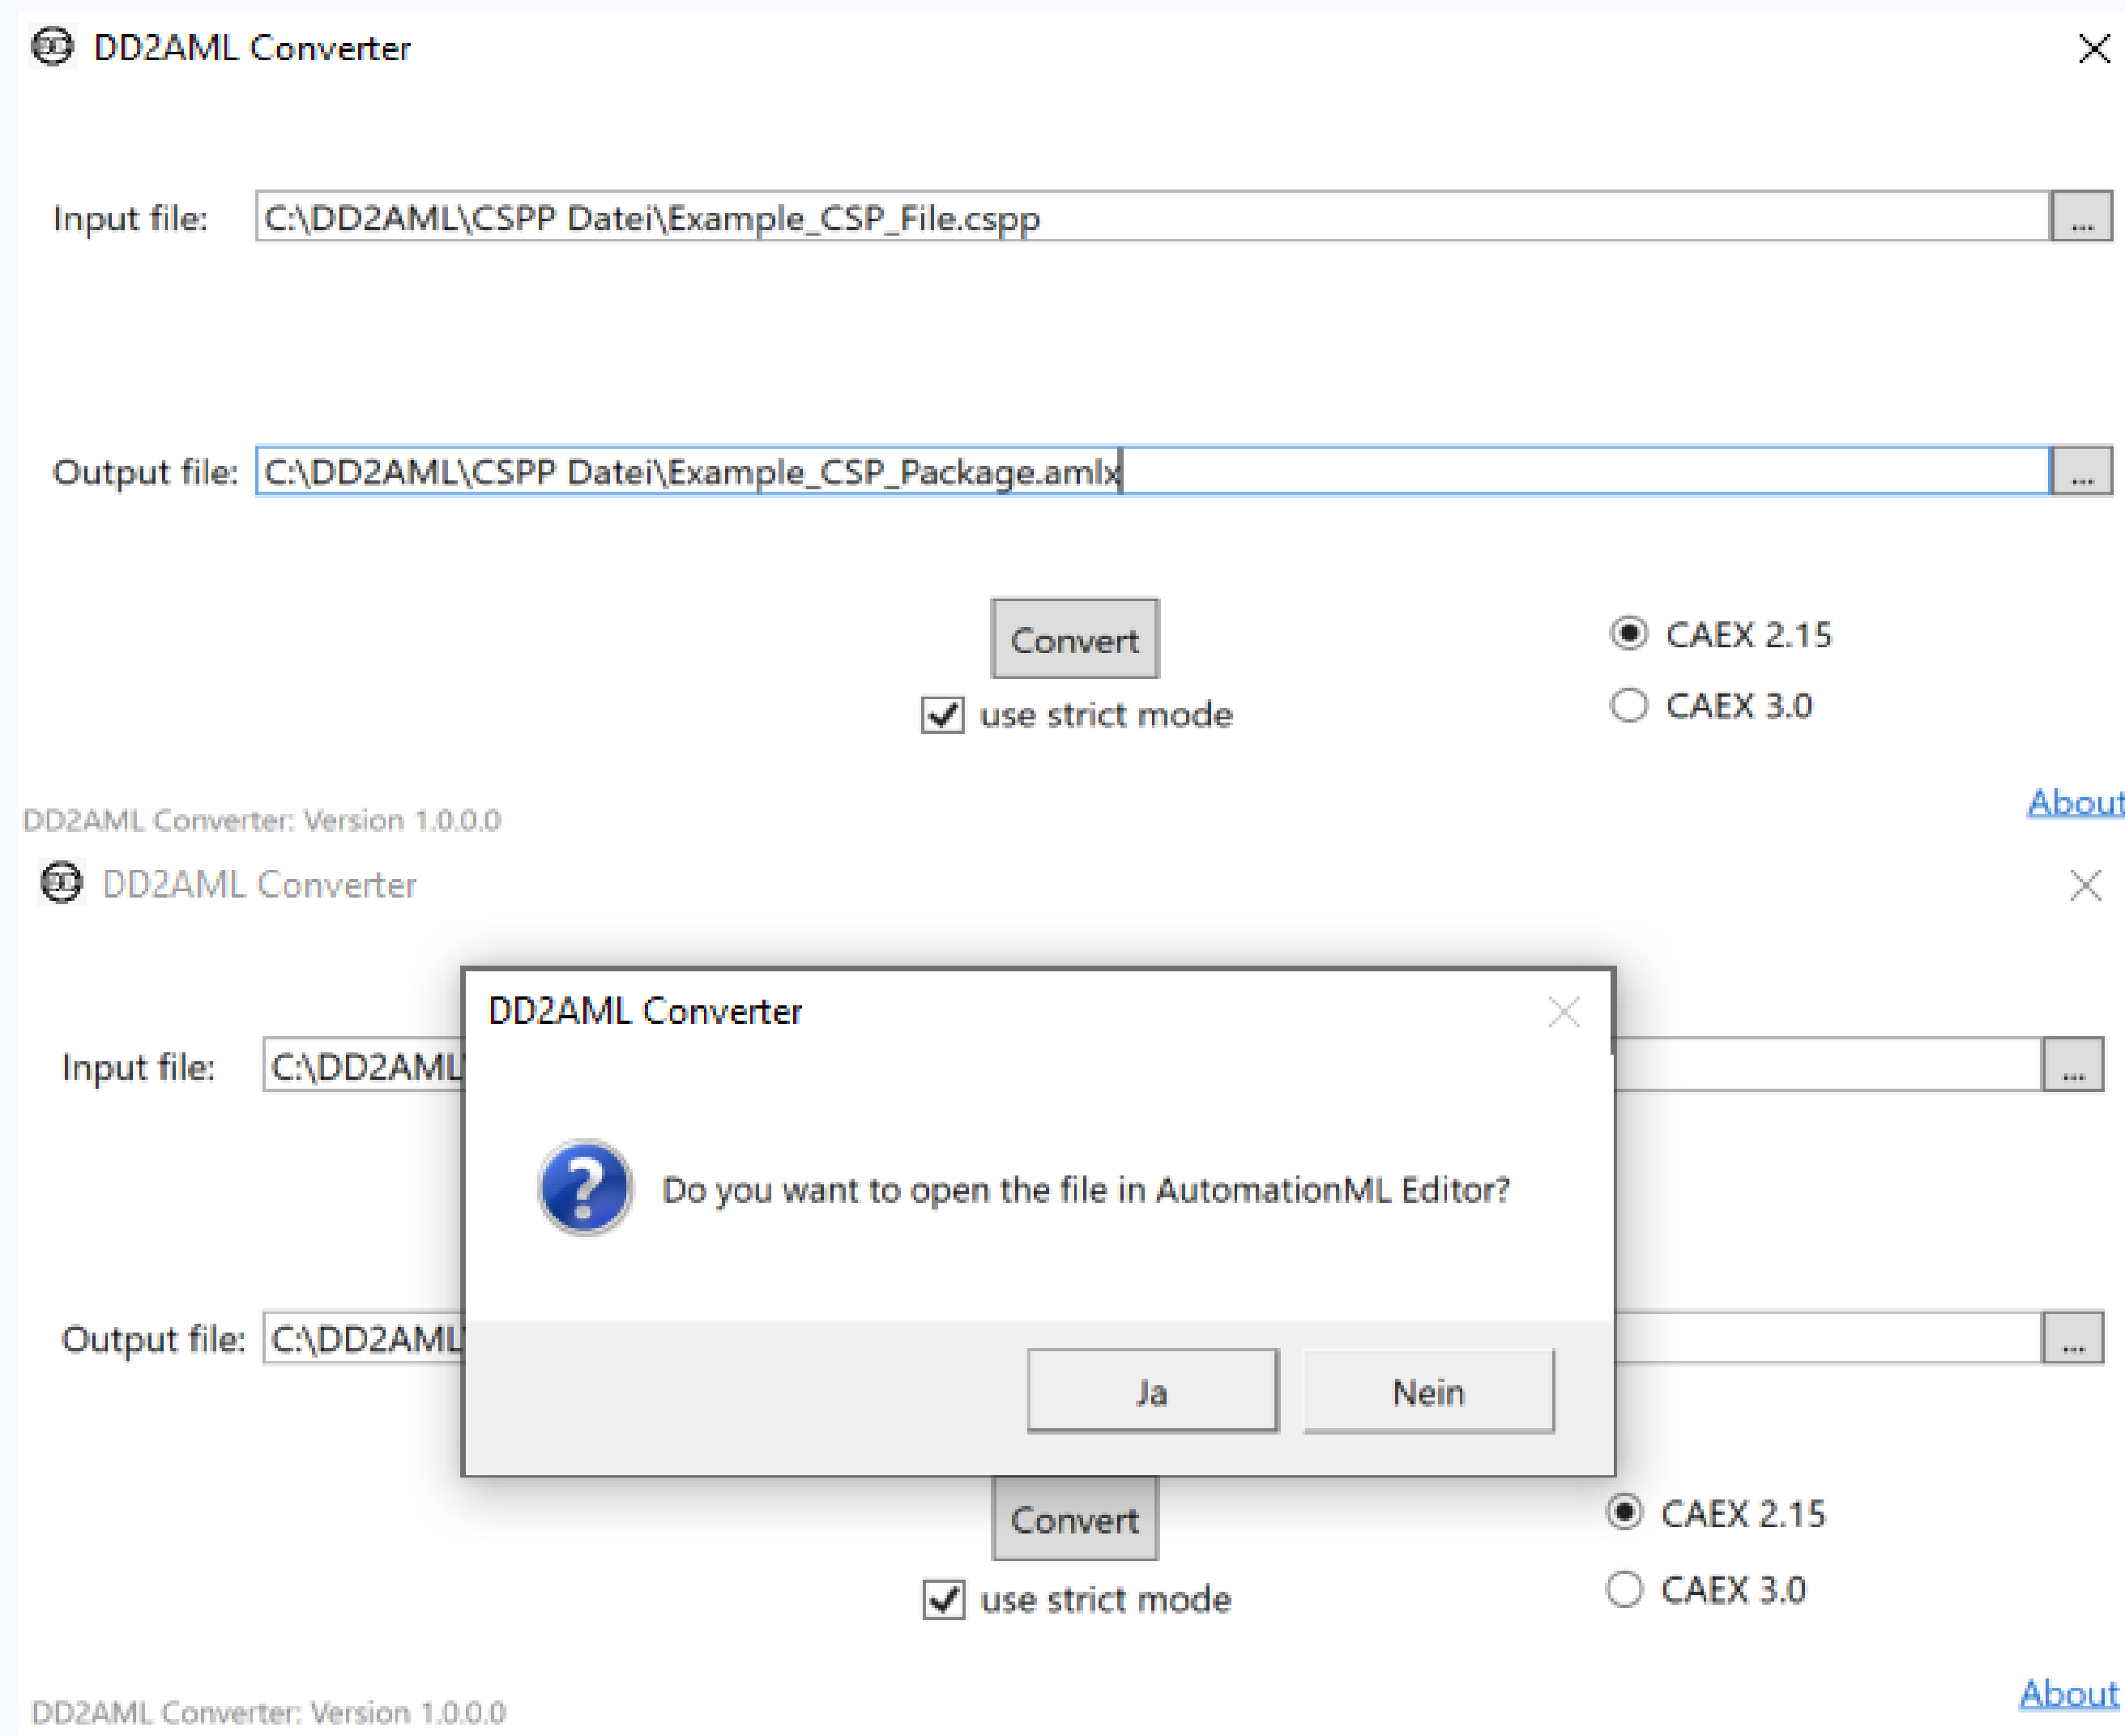 DD2AML Converter
Input file: C:\DD2AML\CSPP Datei\Example_CSP_File.cspp ...
Output file: C:\DD2AML\CSPP Datei\Example_CSP_Package.amlx ...
Convert
CAEX 2.15
use strict mode
CAEX 3.0
About
DD2AML Converter: Version 1.0.0.0
DD2AML Converter
DD2AML Converter
Input file: C:\DD2AML\ ...
Do you want to open the file in AutomationML Editor?
Output file: C:\DD2AML\ ...
Ja Nein
Convert
CAEX 2.15
use strict mode
CAEX 3.0
About
DD2AML Converter: Version 1.0.0.0